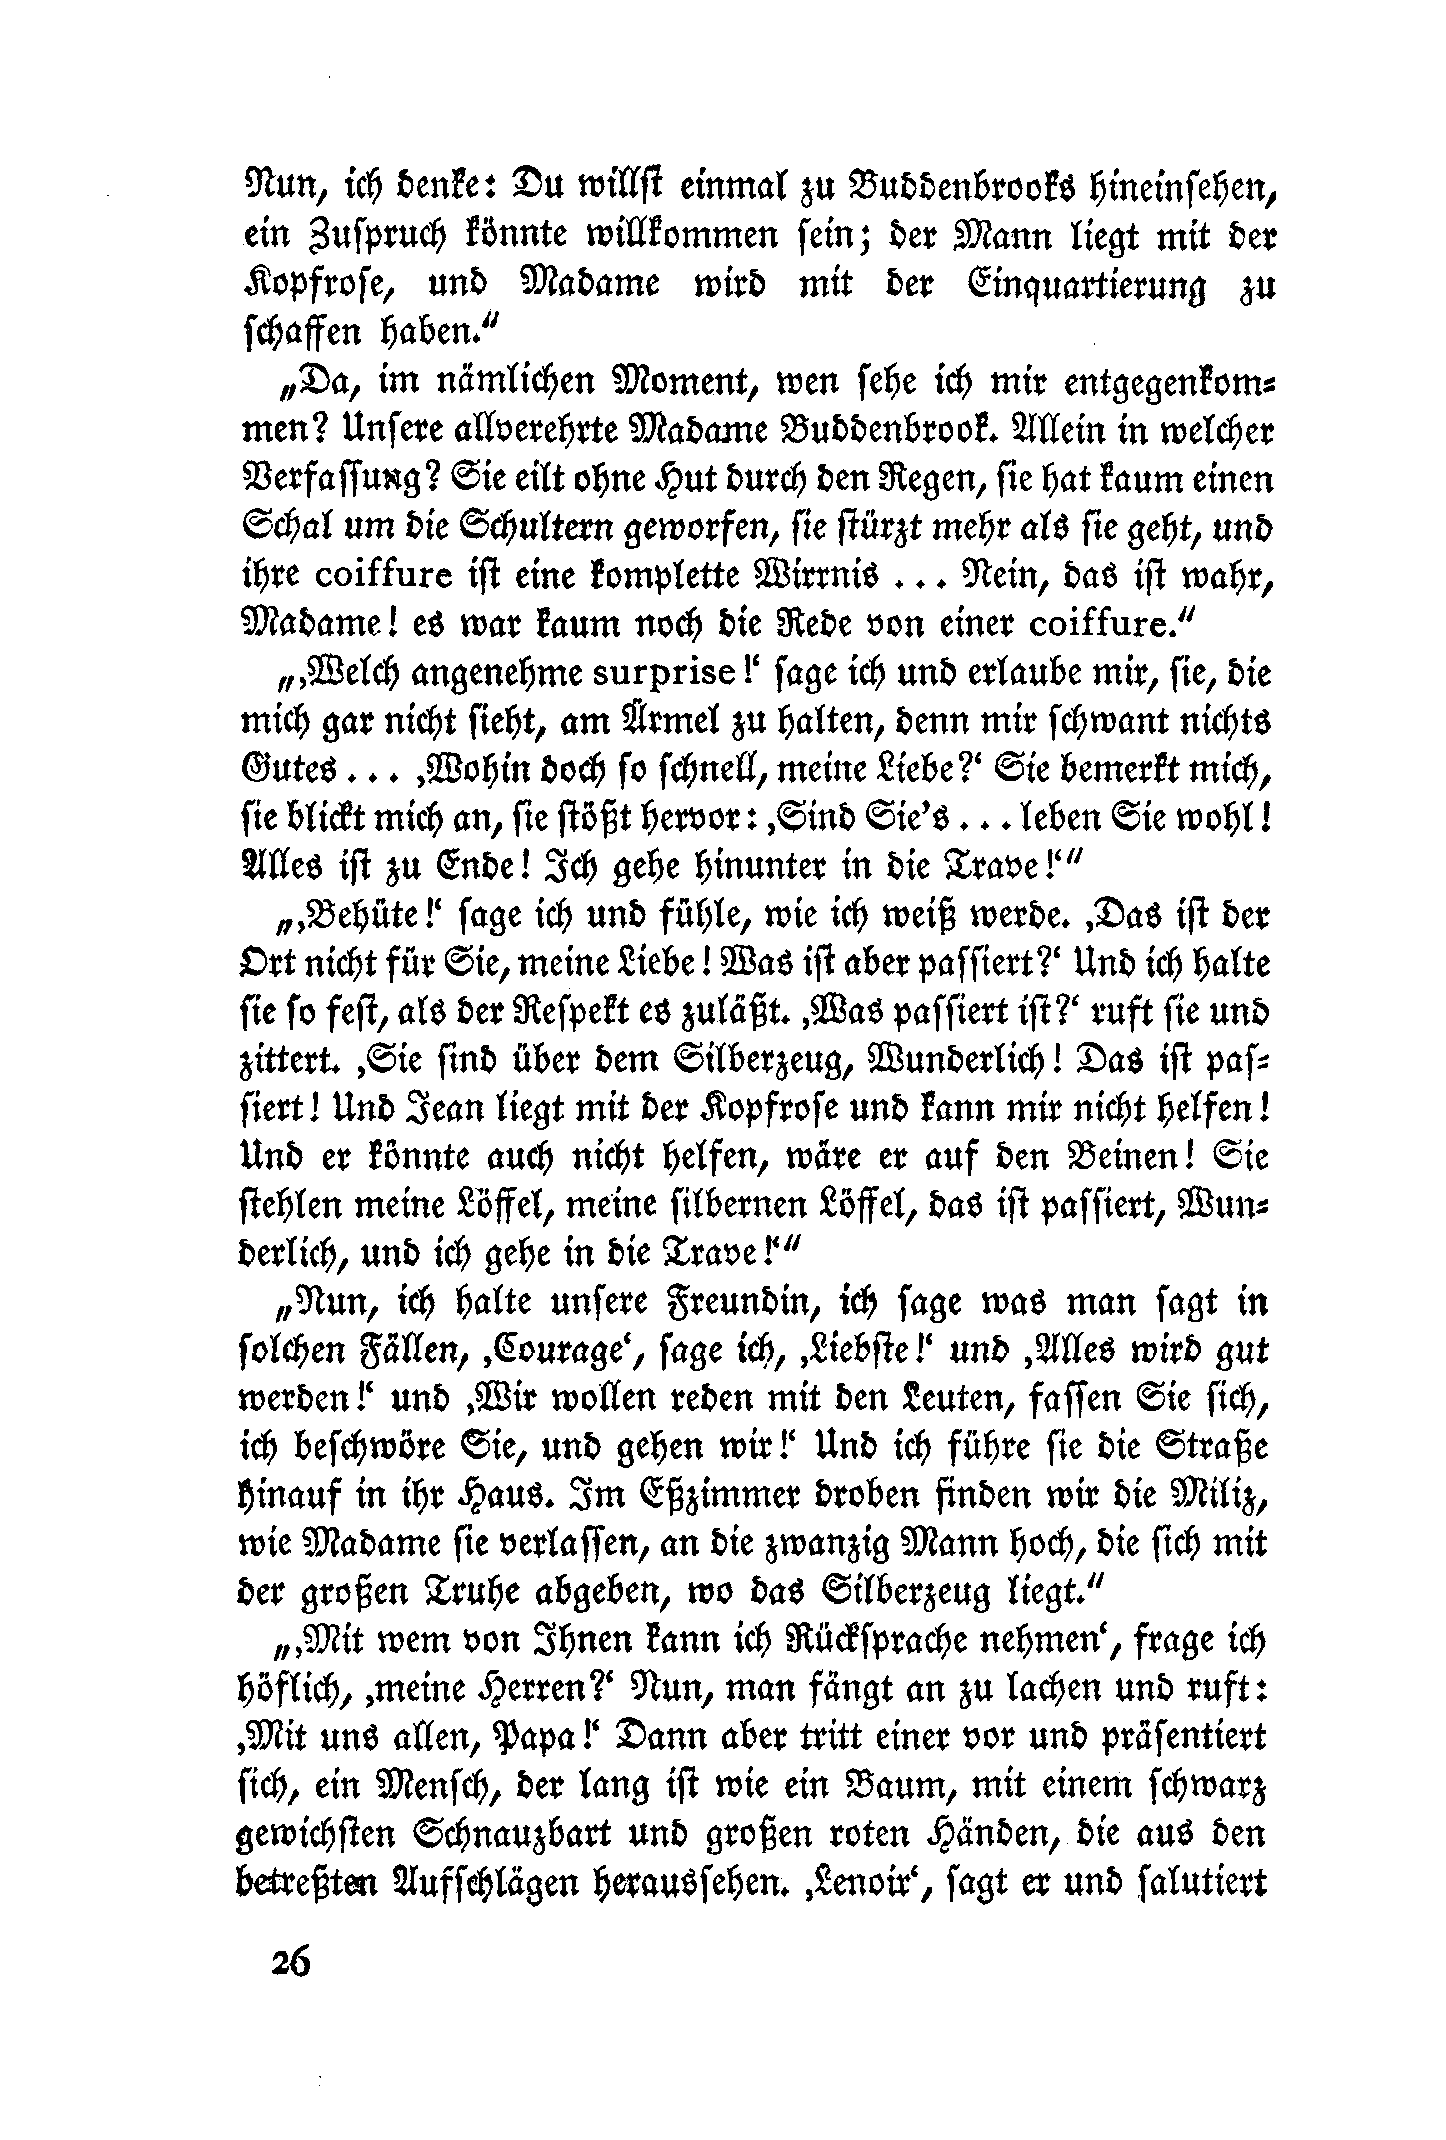 Nun, ich denke: Du willst einmal zu Buddenbrooks hineinsehen,
ein Zuspruch könnte willkommen sein; der Mann liegt mit der
Kopfrose, und Madame wird mit der Einquartierung zu
schaffen haben.“
„Da, im nämlichen Moment, wen sehe ich mir entgegenkom-
men? Unsere allverehrte Madame Buddenbrook. Allein in welcher
Verfassung? Sie eilt ohne Hut durch den Regen, sie hat kaum einen
Schal um die Schultern geworfen, sie stürzt mehr als sie geht, und
ihre coiffure ist eine komplette Wirrnis . . . Nein, das ist wahr,
Madame! es war kaum noch die Rede von einer coiffure.“
„‚Welch angenehme surprise!‘ sage ich und erlaube mir, sie, die
mich gar nicht sieht, am Ärmel zu halten, denn mir schwant nichts
Gutes . . . ‚Wohin doch so schnell, meine Liebe?‘ Sie bemerkt mich,
sie blickt mich an, sie stößt hervor: ‚Sind Sie’s . . . leben Sie wohl!
Alles ist zu Ende! Ich gehe hinunter in die Trave!‘“
„‚Behüte!‘ sage ich und fühle, wie ich weiß werde. ‚Das ist der
Ort nicht für Sie, meine Liebe! Was ist aber passiert?‘ Und ich halte
sie so fest, als der Respekt es zuläßt. ‚Was passiert ist?‘ ruft sie und
zittert. ‚Sie sind über dem Silberzeug, Wunderlich! Das ist pas-
siert! Und Jean liegt mit der Kopfrose und kann mir nicht helfen!
Und er könnte auch nicht helfen, wäre er auf den Beinen! Sie
stehlen meine Löffel, meine silbernen Löffel, das ist passiert, Wun-
derlich, und ich gehe in die Trave!‘“
„Nun, ich halte unsere Freundin, ich sage was man sagt in
solchen Fällen, ‚Courage‘, sage ich, ‚Liebste!‘ und ‚Alles wird gut
werden!‘ und ‚Wir wollen reden mit den Leuten, fassen Sie sich,
ich beschwöre Sie, und gehen wir!‘ Und ich führe sie die Straße
hinauf in ihr Haus. Im Eßzimmer droben finden wir die Miliz,
wie Madame sie verlassen, an die zwanzig Mann hoch, die sich mit
der großen Truhe abgeben, wo das Silberzeug liegt.“
„‚Mit wem von Ihnen kann ich Rücksprache nehmen‘, frage ich
höflich, ‚meine Herren?‘ Nun, man fängt an zu lachen und ruft:
‚Mit uns allen, Papa!‘ Dann aber tritt einer vor und präsentiert
sich, ein Mensch, der lang ist wie ein Baum, mit einem schwarz
gewichsten Schnauzbart und großen roten Händen, die aus den
betreßten Aufschlägen heraussehen. ‚Lenoir‘, sagt er und salutiert
26